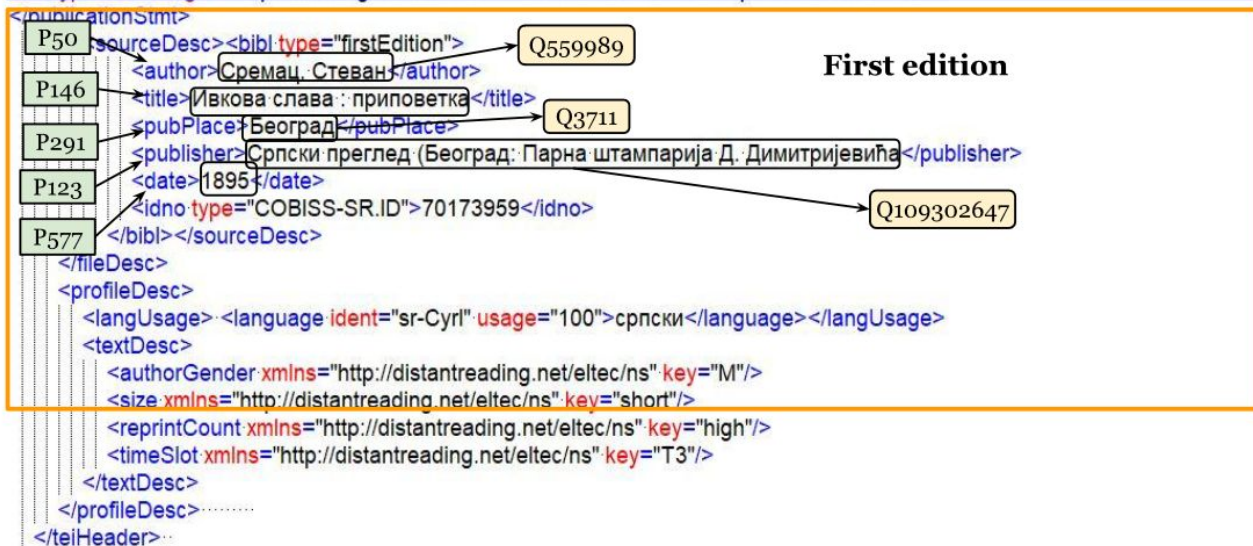 </publicationStmt>
P50 <sourceDesc><bibl type="firstEdition"> Q559989
<author>Сремац, Стеван</author> First edition
P146 <title>Ивкова слава : приповетка</title>
<pubPlace>Београд</pubPlace> Q3711
P291 <publisher>Српски преглед (Београд: Парна штампарија Д. Димитријевића</publisher>
P123 <date>1895</date>
<idno type="COBISS-SR.ID">70173959</idno> Q109302647
P577 </bibl></sourceDesc>
</fileDesc>
<profileDesc>
<langUsage> <language ident="sr-Cyrl" usage="100">српски</language></langUsage>
<textDesc>
<authorGender xmlns="http://distantreading.net/eltec/ns" key="M"/>
<size xmlns="http://distantreading.net/eltec/ns" key="short"/>
<reprintCount xmlns="http://distantreading.net/eltec/ns" key="high"/>
<timeSlot xmlns="http://distantreading.net/eltec/ns" key="T3"/>
</textDesc>
</profileDesc>
</teiHeader>